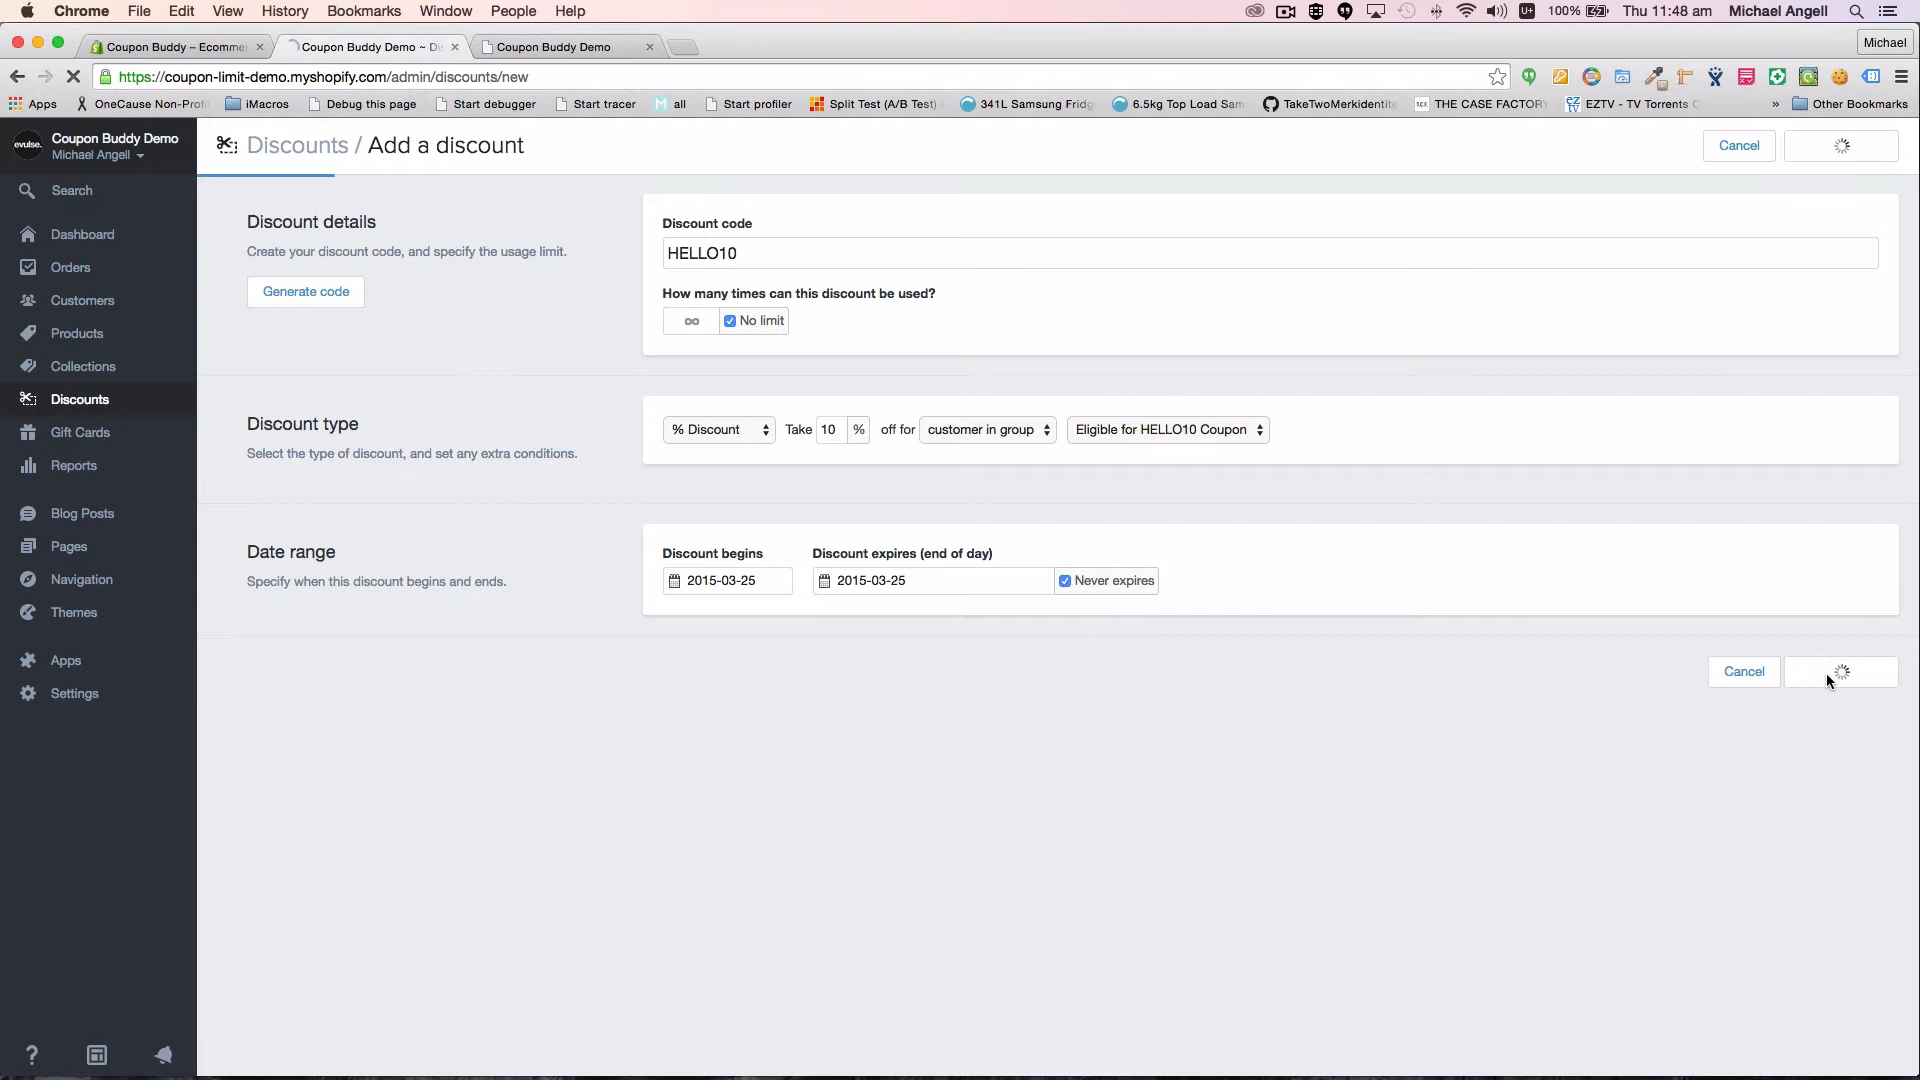 Chrome File Edit View History Bookmarks Window People Help 100% Thu 11:48 am Michael Angell
Coupon Buddy – Ecommer Coupon Buddy Demo ~ Di Coupon Buddy Demo Michael
https://coupon-limit-demo.myshopify.com/admin/discounts/new
Apps OneCause Non-Profi iMacros Debug this page Start debugger Start tracer M all Start profiler Split Test (A/B Test) 341L Samsung Fridg 6.5kg Top Load Sam TakeTwoMerkidentite THE CASE FACTORY EZTV - TV Torrents O » Other Bookmarks
evulse. Coupon Buddy Demo
Michael Angell
Discounts / Add a discount
Cancel
Search
Dashboard
Orders
Customers
Products
Collections
Discounts
Gift Cards
Reports
Blog Posts
Pages
Navigation
Themes
Apps
Settings
?
Discount details
Create your discount code, and specify the usage limit.
Generate code
Discount code
HELLO10
How many times can this discount be used?
∞ No limit
Discount type
Select the type of discount, and set any extra conditions.
% Discount Take 10 % off for customer in group Eligible for HELLO10 Coupon
Date range
Specify when this discount begins and ends.
Discount begins Discount expires (end of day)
2015-03-25 2015-03-25 Never expires
Cancel